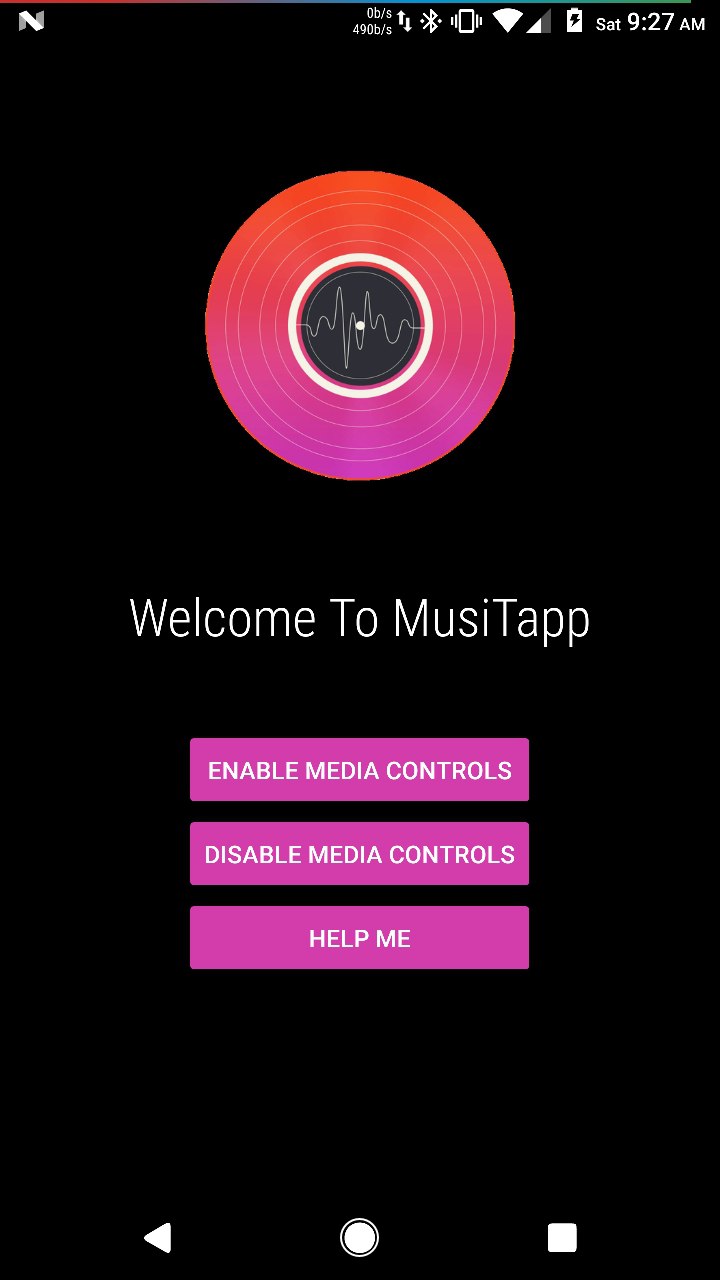 0b/s
490b/s
Sat 9:27 AM
Welcome To MusiTapp
ENABLE MEDIA CONTROLS
DISABLE MEDIA CONTROLS
HELP ME